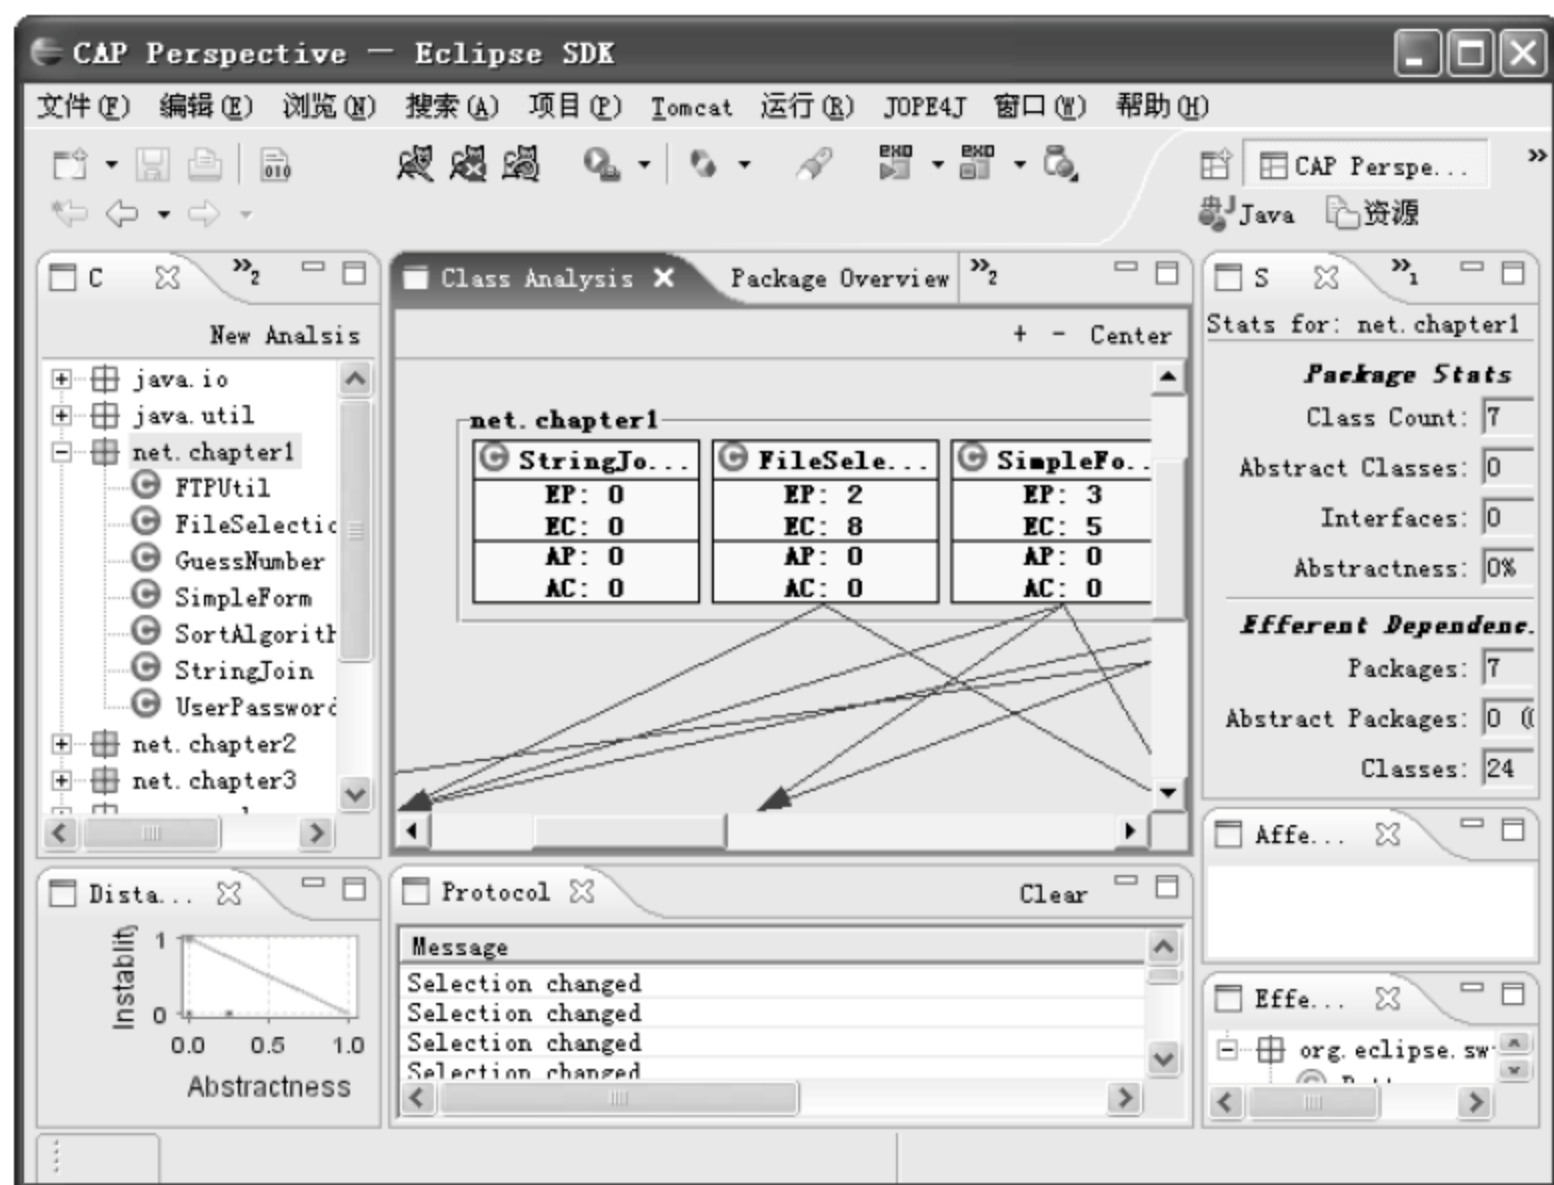 CAP Perspective — Eclipse SDK
文件(F) 编辑(E) 浏览(N) 搜索(A) 项目(P) Tomcat 运行(R) JOPE4J 窗口(W) 帮助(H)
CAP Perspe... »
Java 资源
C »2
New Analsis
java.io
java.util
net.chapter1
FTPUtil
FileSelectic
GuessNumber
SimpleForm
SortAlgorith
StringJoin
UserPassword
net.chapter2
net.chapter3
Class Analysis Package Overview »2
+ - Center
net.chapter1
StringJo... FileSele... SimpleFo..
EP: 0 EP: 2 EP: 3
EC: 0 EC: 8 EC: 5
AP: 0 AP: 0 AP: 0
AC: 0 AC: 0 AC: 0
S »1
Stats for: net.chapter1
Package Stats
Class Count: 7
Abstract Classes: 0
Interfaces: 0
Abstractness: 0%
Efferent Dependenc.
Packages: 7
Abstract Packages: 0 (0
Classes: 24
Dista...
Instablity
1
0
0.0 0.5 1.0
Abstractness
Protocol Clear
Message
Selection changed
Selection changed
Selection changed
Selection changed
Affe...
Effe...
org.eclipse.sw